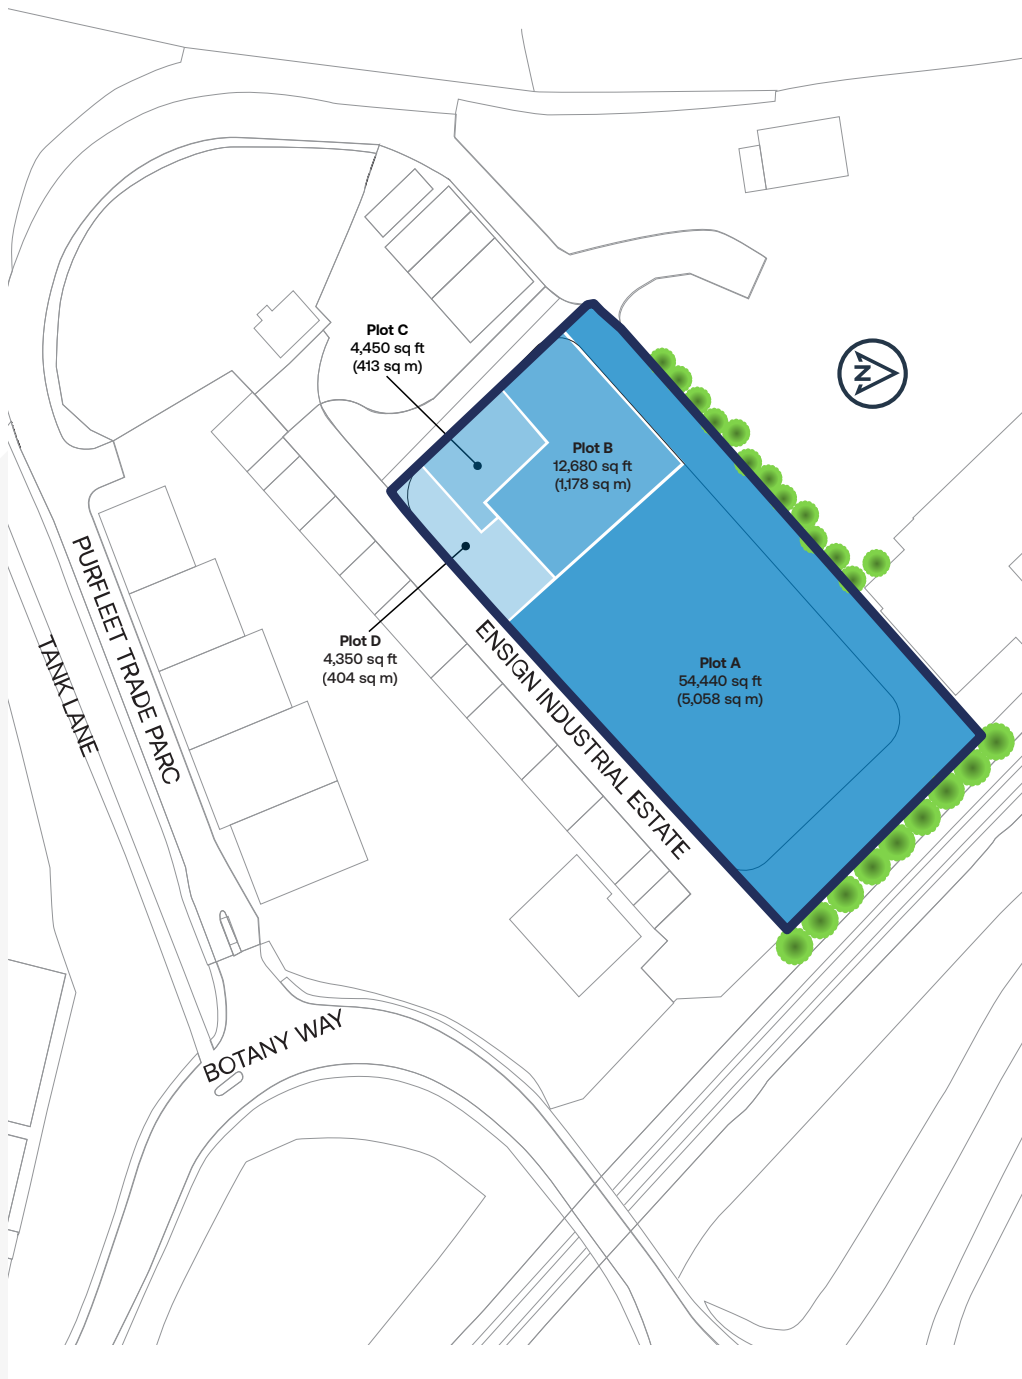 Plot C
4,450 sq ft
(413 sq m)
Plot B
12,680 sq ft
(1,178 sq m)
N
Plot D
4,350 sq ft
(404 sq m)
Plot A
54,440 sq ft
(5,058 sq m)
PURFLEET TRADE PARC
TANK LANE
ENSIGN INDUSTRIAL ESTATE
BOTANY WAY